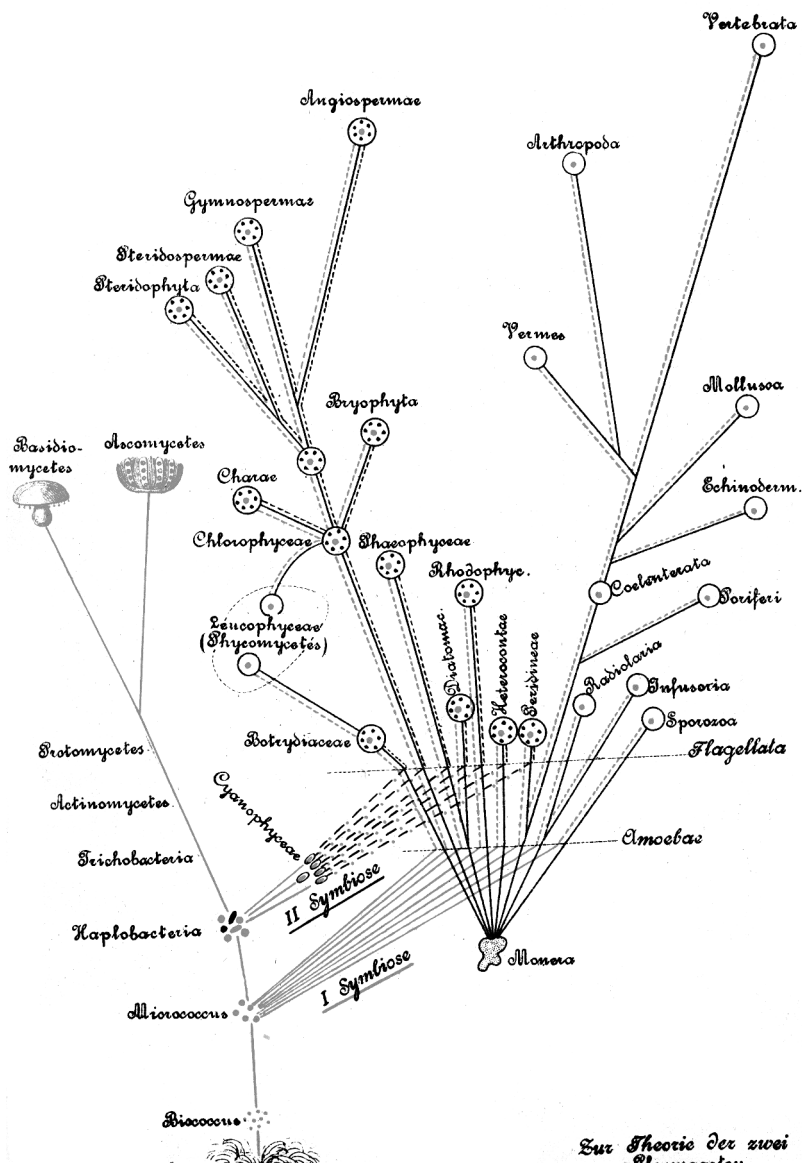 Vertebrata
Angiospermae
Arthropoda
Gymnospermae
Pteridospermae
Pteridophyta
Vermes
Mollusca
Bryophyta
Ascomycetes
Basidio-
mycetes
Charae
Echinoderm.
Chlorophyceae
Phaeophyceae
Rhodophyc.
Coelenterata
Poriferi
Leucophyceae
(Phycomycetes)
Diatomac.
Heterocontae
Peridineae
Radiolaria
Infusoria
Sporozoa
Botrydiaceae
Flagellata
Protomycetes
Cyanophyceae
Actinomycetes
Amoebae
Trichobacteria
II Symbiose
Haplobacteria
Monera
I Symbiose
Micrococcus
Biococcus
Zur Theorie der zwei